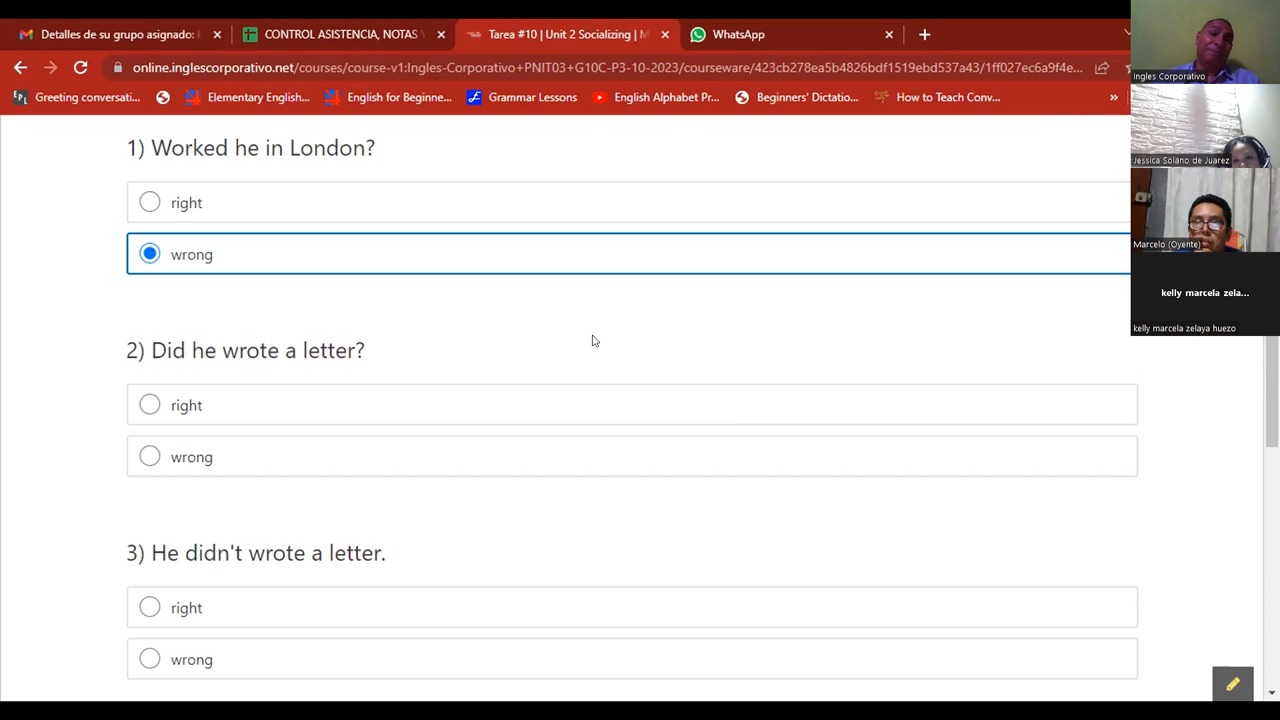 Detalles de su grupo asignado:
CONTROL ASISTENCIA, NOTAS Y
Tarea #10 | Unit 2 Socializing | M
WhatsApp
online.inglescorporativo.net/courses/course-v1:Ingles-Corporativo+PNIT03+G10C-P3-10-2023/courseware/423cb278ea5b4826bdf1519ebd537a43/1ff027ec6a9f4e...
Greeting conversati...
Elementary English...
English for Beginne...
Grammar Lessons
English Alphabet Pr...
Beginners' Dictatio...
How to Teach Conv...
»
Ingles Corporativo
Jessica Solano de Juarez
Marcelo (Oyente)
kelly marcela zela...
kelly marcela zelaya huezo
1) Worked he in London?
right
wrong
2) Did he wrote a letter?
right
wrong
3) He didn't wrote a letter.
right
wrong